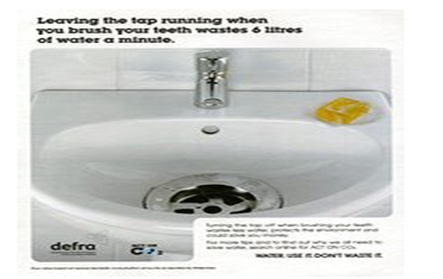 Leaving the tap running when
you brush your teeth wastes 6 litres
of water a minute.
Turning the tap off when brushing your teeth
wastes less water, protects the environment and
could save you money.
For more tips and to find out why we all need to
save water, search online for ACT ON CO₂.
WATER. USE IT. DON'T WASTE IT.
defra
ACT ON
CO2